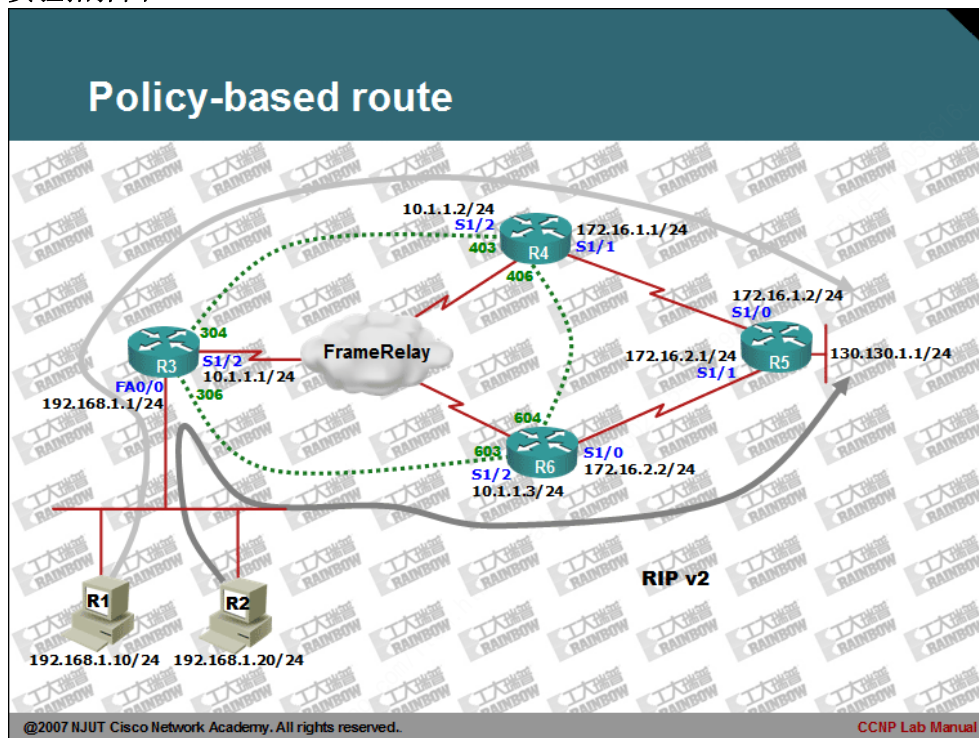 Policy-based route
10.1.1.2/24
S1/2
172.16.1.1/24
R4
S1/1
403
406
172.16.1.2/24
S1/0
304
FrameRelay
R3
S1/2
10.1.1.1/24
FA0/0
306
192.168.1.1/24
172.16.2.1/24
S1/1
R5
130.130.1.1/24
604
603
S1/0
R6
172.16.2.2/24
S1/2
10.1.1.3/24
RIP v2
R1
R2
192.168.1.10/24
192.168.1.20/24
工大瑞普
RAINBOW
@2007 NJUT Cisco Network Academy. All rights reserved..
CCNP Lab Manual